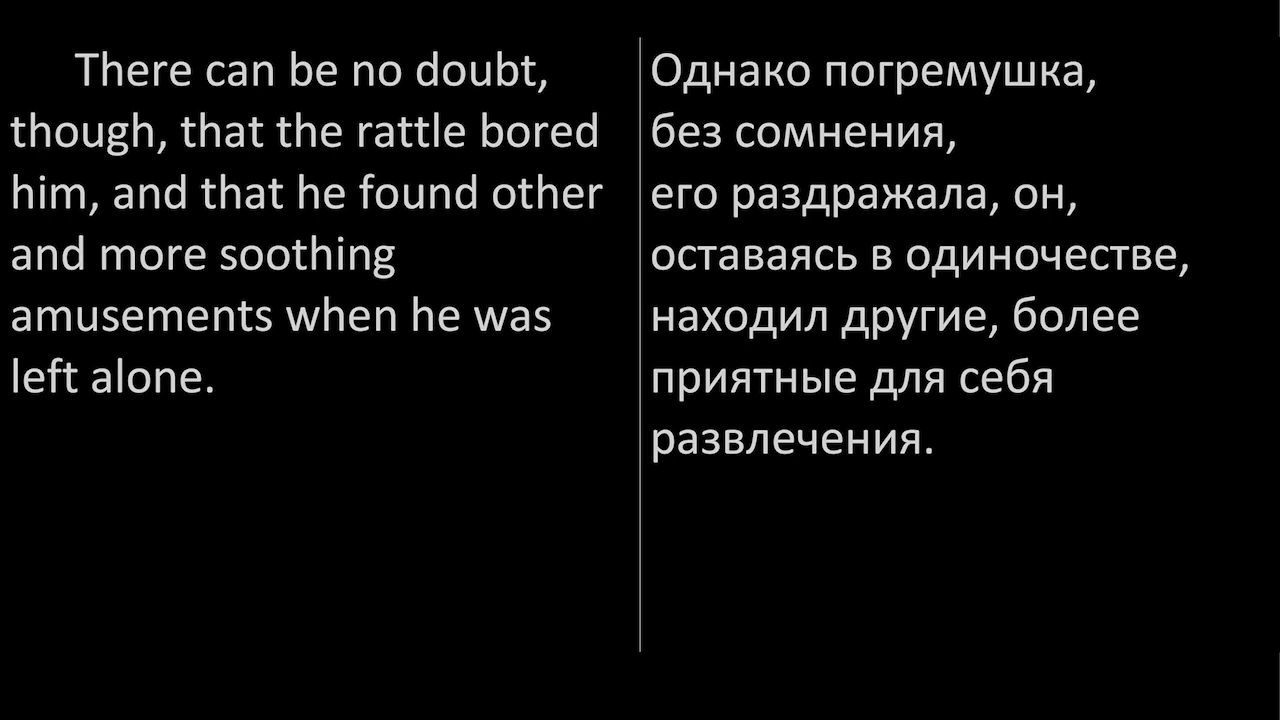 There can be no doubt,
though, that the rattle bored
him, and that he found other
and more soothing
amusements when he was
left alone.
Однако погремушка,
без сомнения,
его раздражала, он,
оставаясь в одиночестве,
находил другие, более
приятные для себя
развлечения.